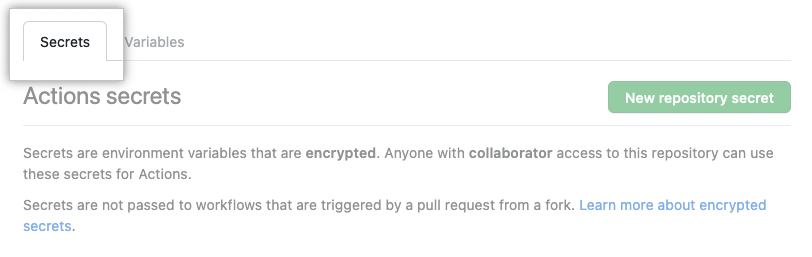 Secrets Variables
Actions secrets New repository secret
Secrets are environment variables that are encrypted. Anyone with collaborator access to this repository can use
these secrets for Actions.
Secrets are not passed to workflows that are triggered by a pull request from a fork. Learn more about encrypted
secrets.